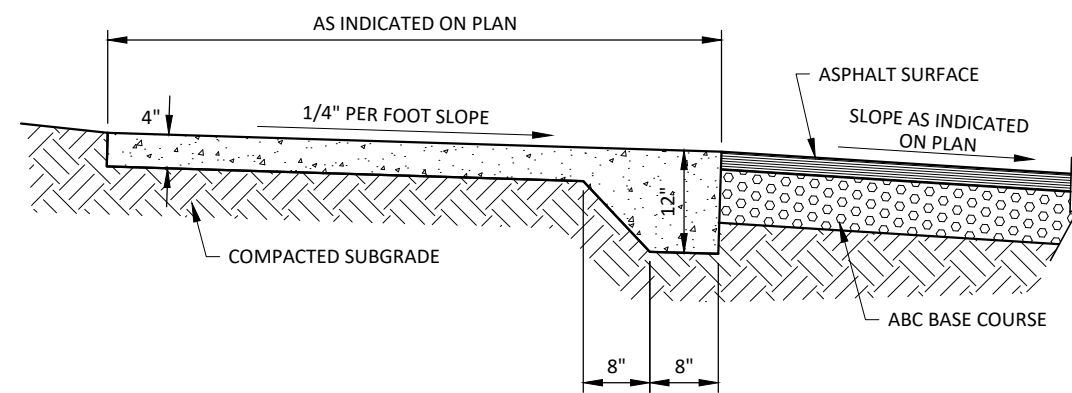 AS INDICATED ON PLAN
ASPHALT SURFACE
4"
1/4" PER FOOT SLOPE
SLOPE AS INDICATED
ON PLAN
12"
COMPACTED SUBGRADE
ABC BASE COURSE
8"
8"